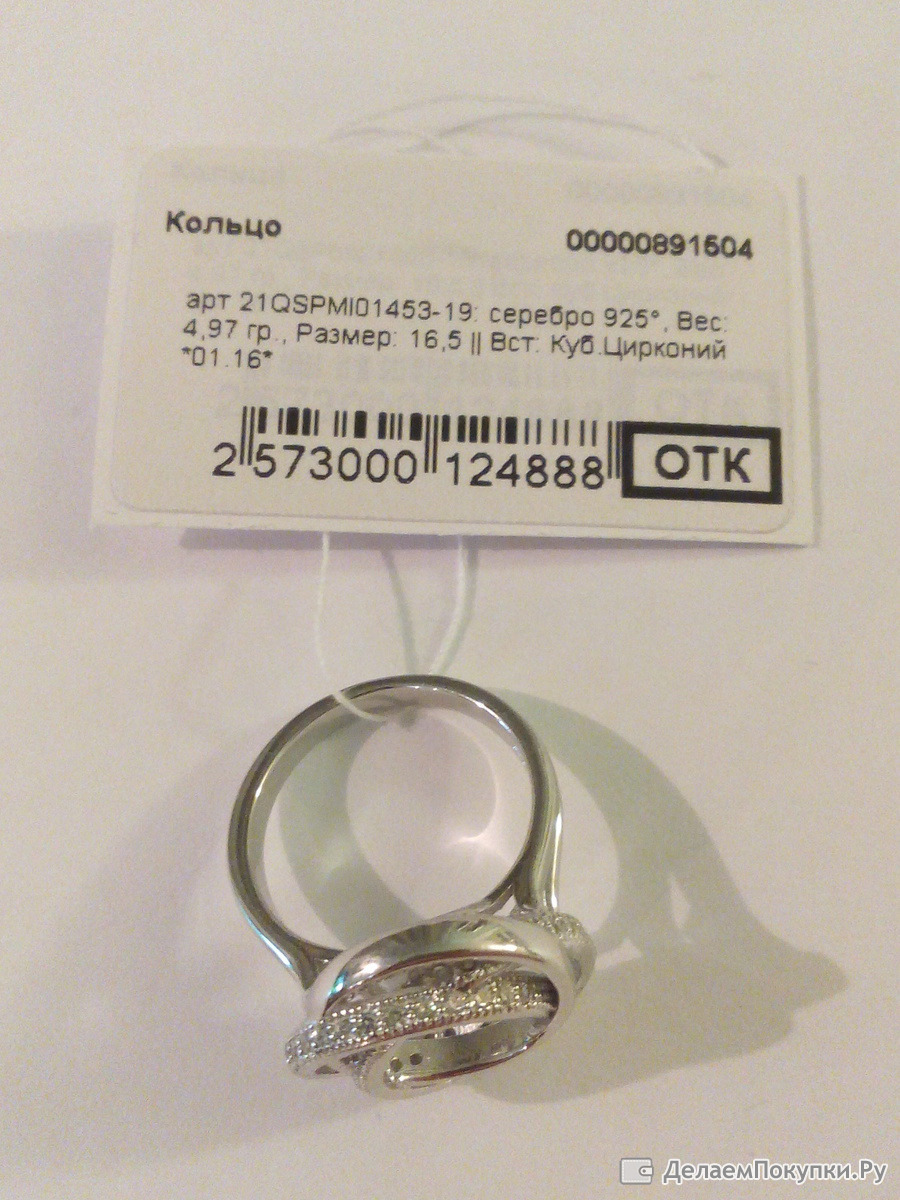 Кольцо 00000891504
арт 21QSPMI01453-19: серебро 925°, Вес:
4,97 гр., Размер: 16,5 || Вст: Куб.Цирконий
*01.16*
2 573000 124888 ОТК
ДелаемПокупки.Ру